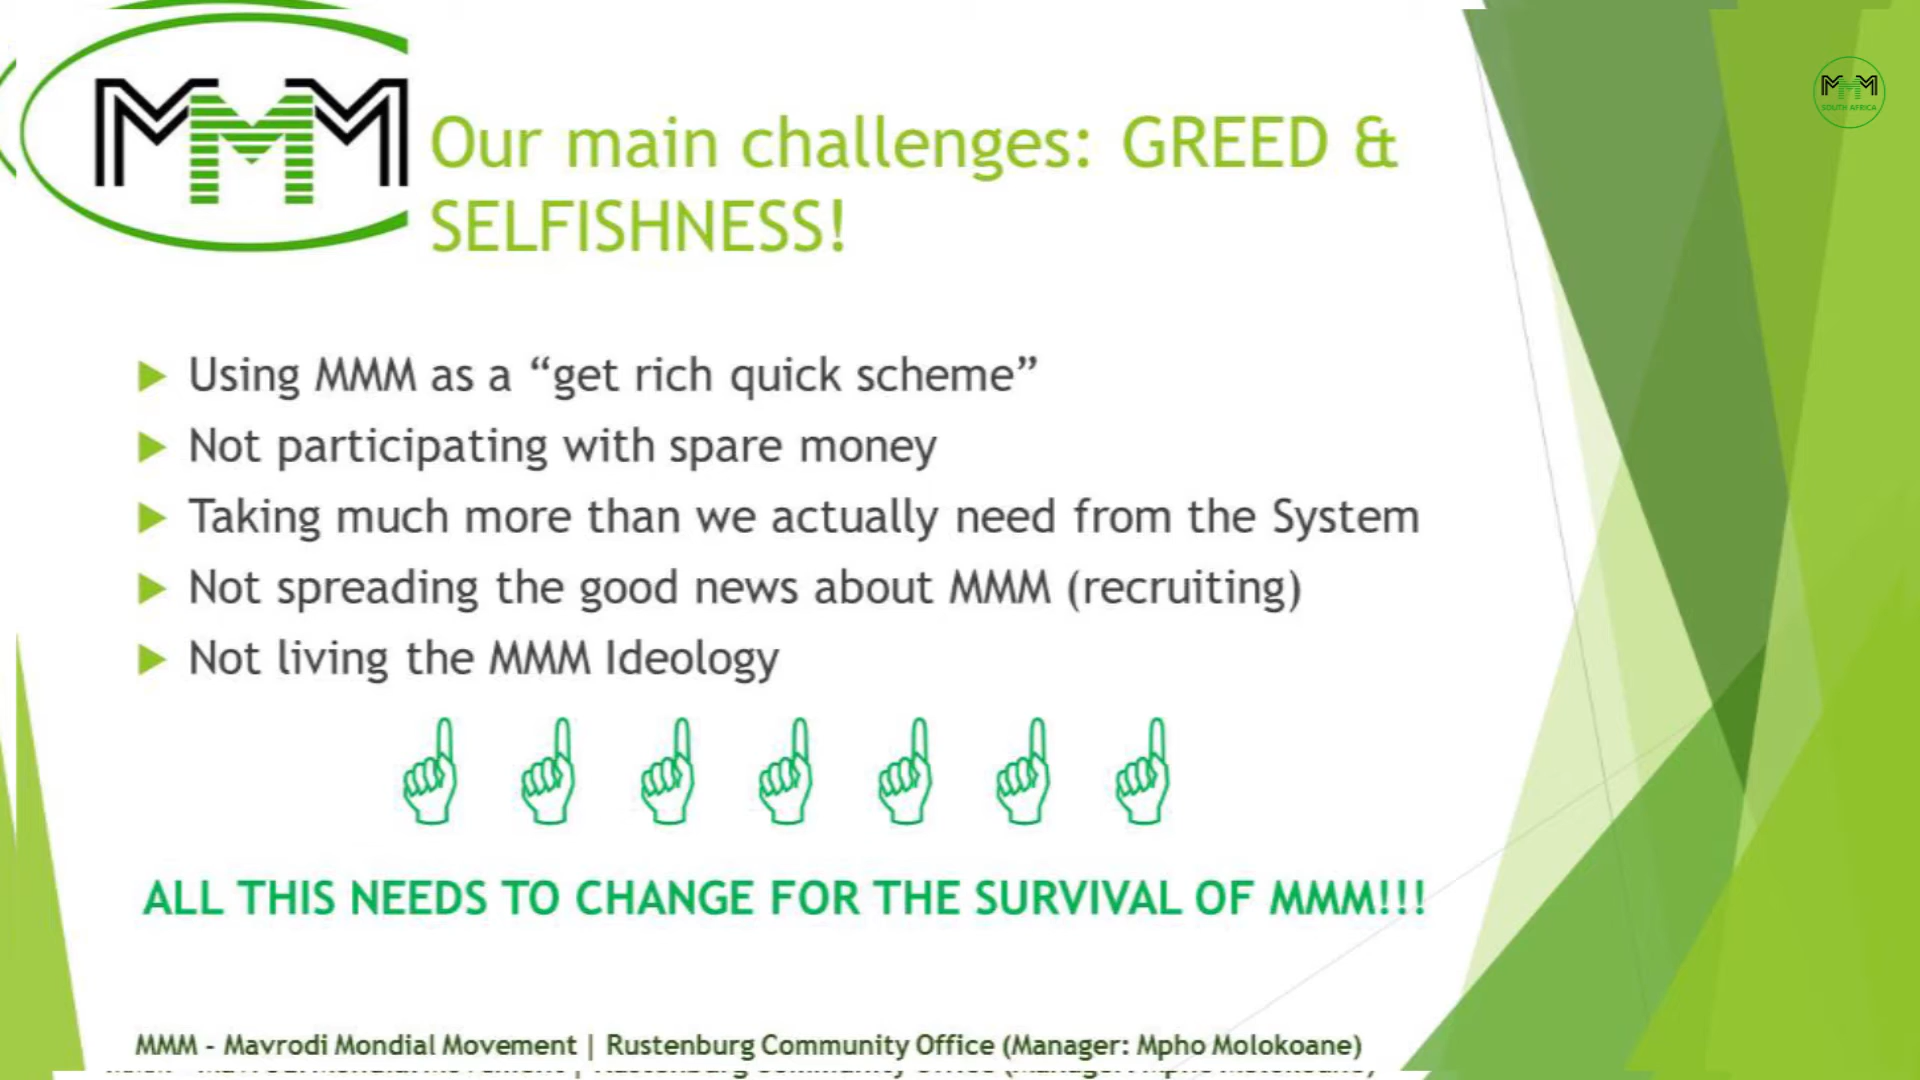 MMM
MMM
SOUTH AFRICA
Our main challenges: GREED &
SELFISHNESS!
Using MMM as a “get rich quick scheme”
Not participating with spare money
Taking much more than we actually need from the System
Not spreading the good news about MMM (recruiting)
Not living the MMM Ideology
ALL THIS NEEDS TO CHANGE FOR THE SURVIVAL OF MMM!!!
MMM - Mavrodi Mondial Movement | Rustenburg Community Office (Manager: Mpho Molokoane)